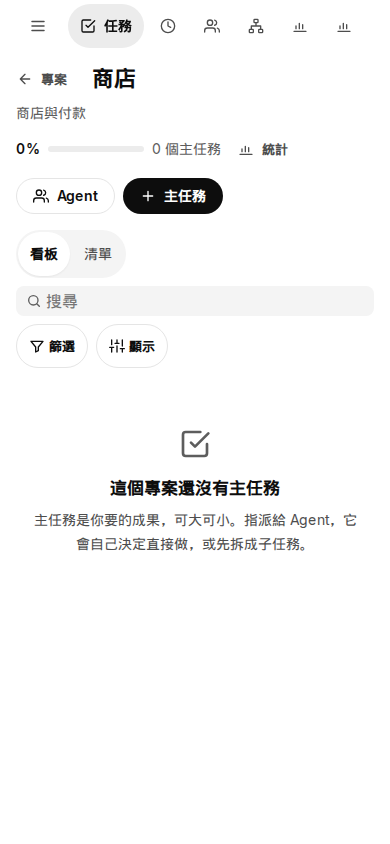 任務
專案
商店
商店與付款
0%
0 個主任務
統計
Agent
主任務
看板
清單
搜尋
篩選
顯示
這個專案還沒有主任務
主任務是你要的成果，可大可小。指派給 Agent，它
會自己決定直接做，或先拆成子任務。